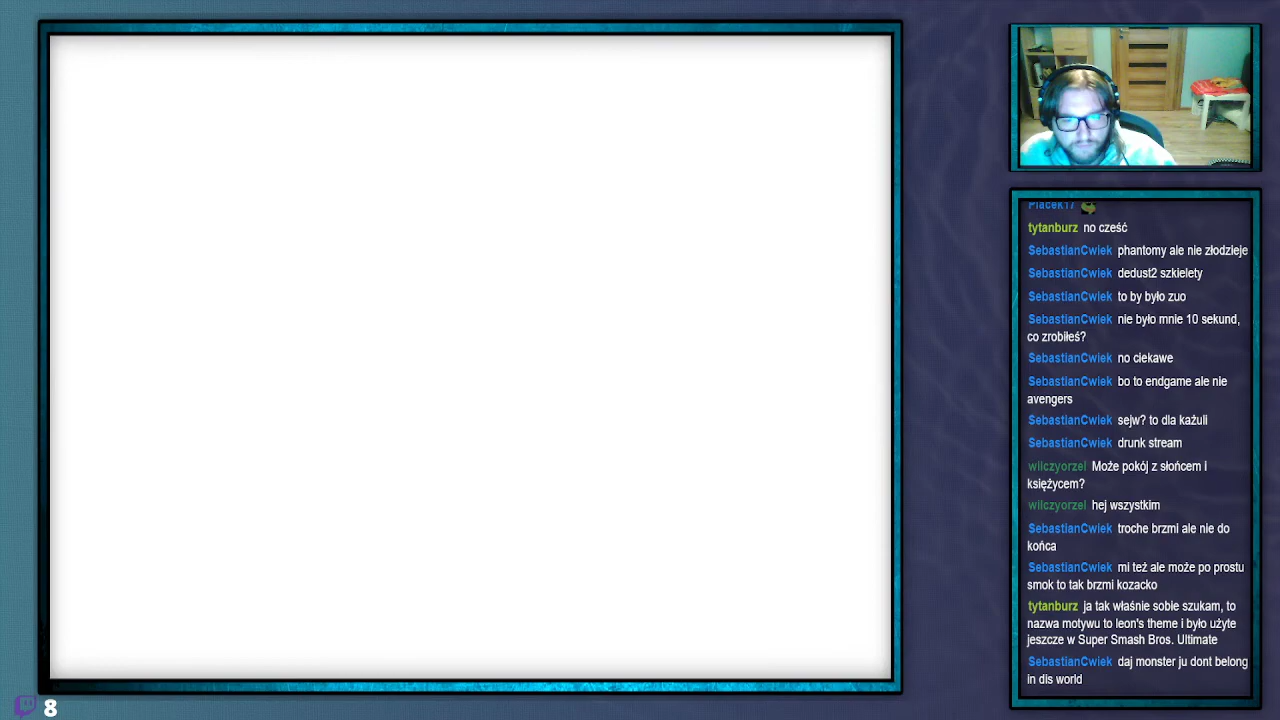 Placek17
tytanburz no cześć
SebastianCwiek phantomy ale nie złodzieje
SebastianCwiek dedust2 szkielety
SebastianCwiek to by było zuo
SebastianCwiek nie było mnie 10 sekund,
co zrobiłeś?
SebastianCwiek no ciekawe
SebastianCwiek bo to endgame ale nie
avengers
SebastianCwiek sejw? to dla każuli
SebastianCwiek drunk stream
wilczyorzel Może pokój z słońcem i
księżycem?
wilczyorzel hej wszystkim
SebastianCwiek troche brzmi ale nie do
końca
SebastianCwiek mi też ale może po prostu
smok to tak brzmi kozacko
tytanburz ja tak właśnie sobie szukam, to
nazwa motywu to leon's theme i było użyte
jeszcze w Super Smash Bros. Ultimate
SebastianCwiek daj monster ju dont belong
in dis world
8